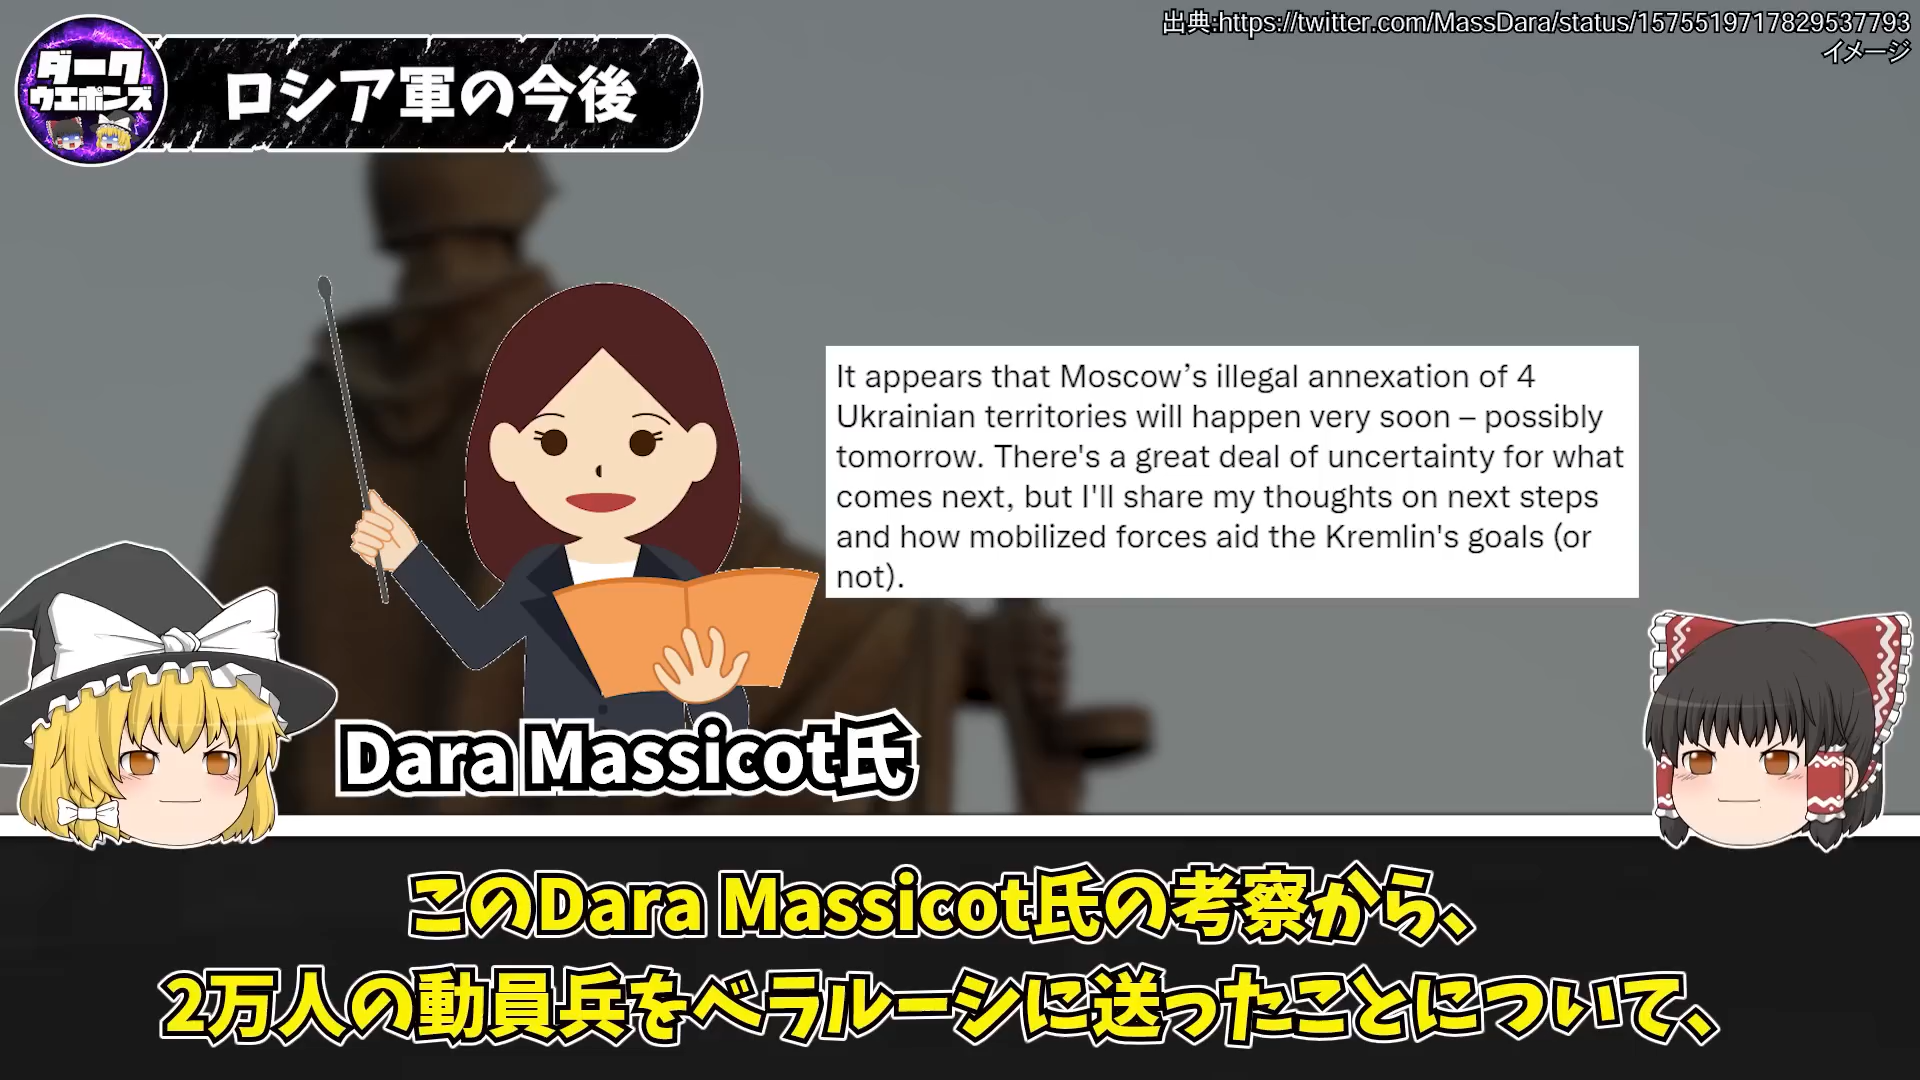 出典:https://twitter.com/MassDara/status/1575519717829537793
イメージ
ダーク
ウエポンズ
ロシア軍の今後
It appears that Moscow’s illegal annexation of 4
Ukrainian territories will happen very soon – possibly
tomorrow. There's a great deal of uncertainty for what
comes next, but I'll share my thoughts on next steps
and how mobilized forces aid the Kremlin's goals (or
not).
Dara Massicot氏
このDara Massicot氏の考察から、
2万人の動員兵をベラルーシに送ったことについて、